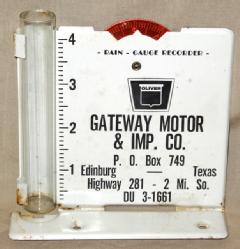 - RAIN - GAUGE RECORDER -
OLIVER
GATEWAY MOTOR
& IMP. CO.
P. O. Box 749
Edinburg — Texas
Highway 281 - 2 Mi. So.
DU 3-1661
4
3
2
1